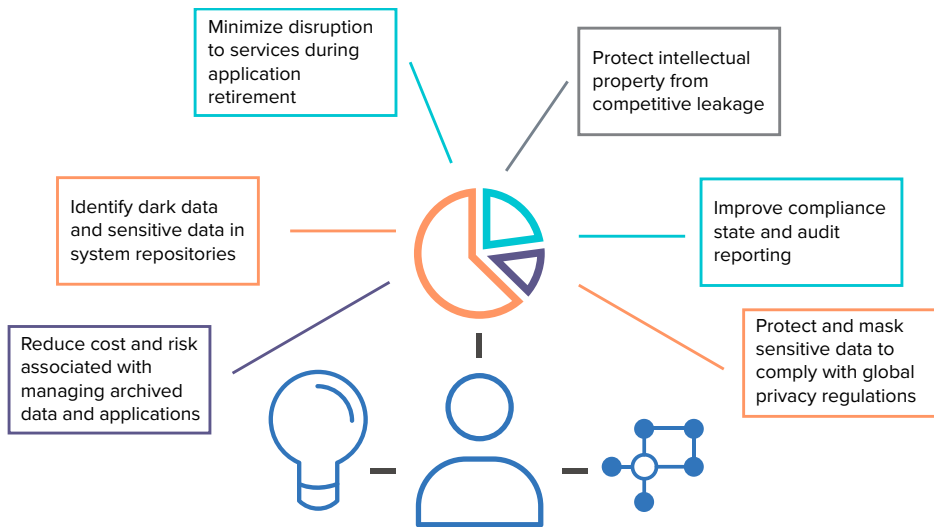 Minimize disruption
to services during
application
retirement
Protect intellectual
property from
competitive leakage
Identify dark data
and sensitive data in
system repositories
Improve compliance
state and audit
reporting
Reduce cost and risk
associated with
managing archived
data and applications
Protect and mask
sensitive data to
comply with global
privacy regulations